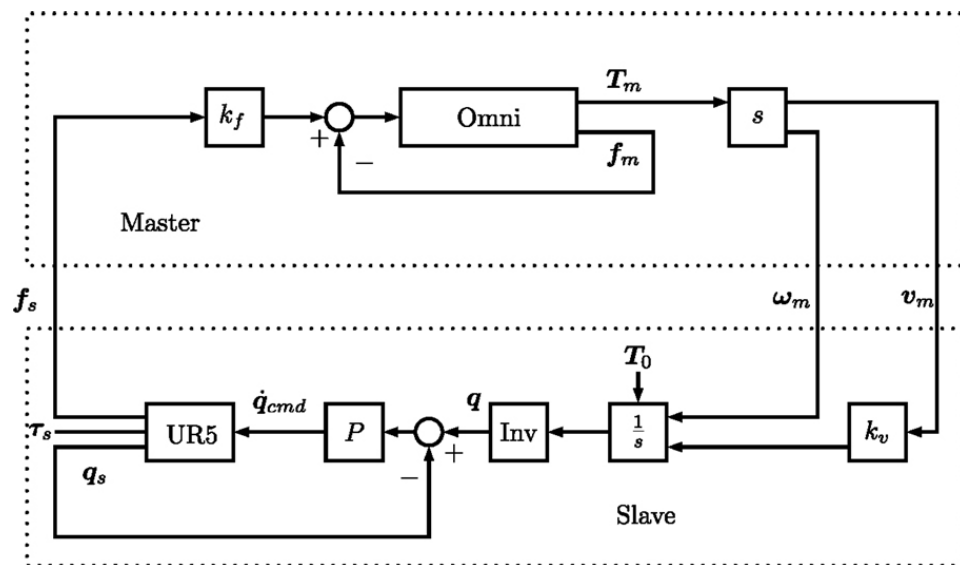 T_m
k_f
Omni
s
+
−
f_m
Master
f_s
ω_m
v_m
T_0
q̇_cmd
q
τ_s
UR5
P
Inv
1/s
k_v
+
−
q_s
Slave